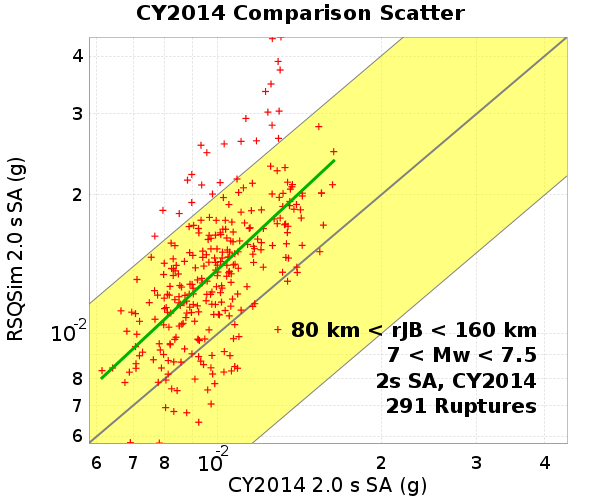 CY2014 Comparison Scatter
RSQSim 2.0 s SA (g)
4
3
2
10-2
8
7
6
80 km < rJB < 160 km
7 < Mw < 7.5
2s SA, CY2014
291 Ruptures
6 7 8 10-2 2 3 4
CY2014 2.0 s SA (g)